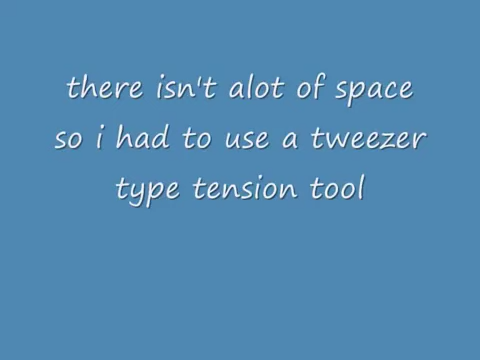 there isn't alot of space
so i had to use a tweezer
type tension tool